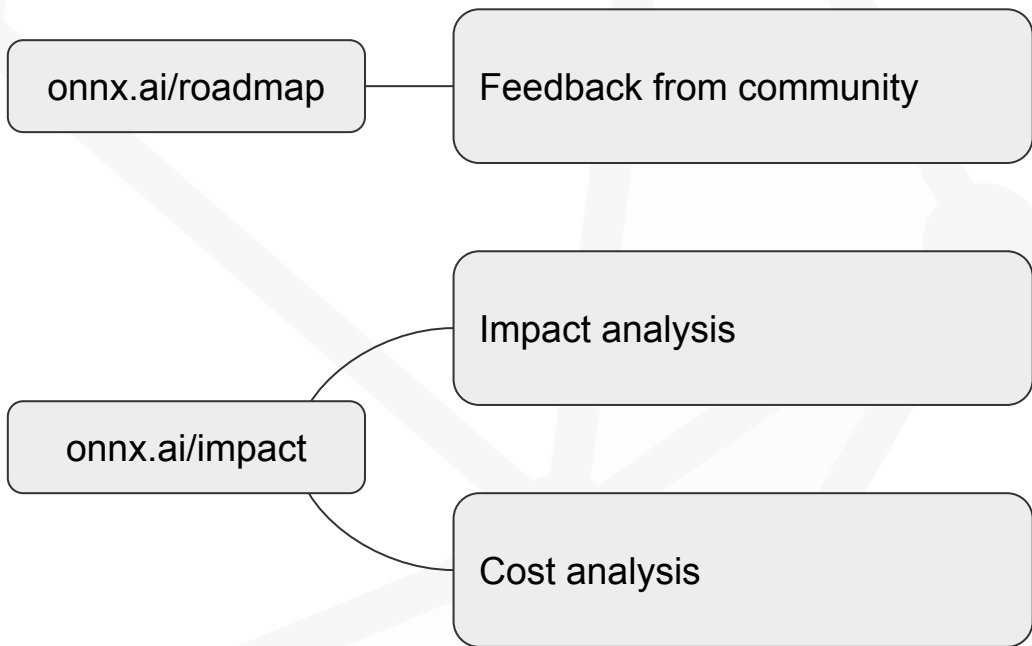 onnx.ai/roadmap
Feedback from community
Impact analysis
onnx.ai/impact
Cost analysis